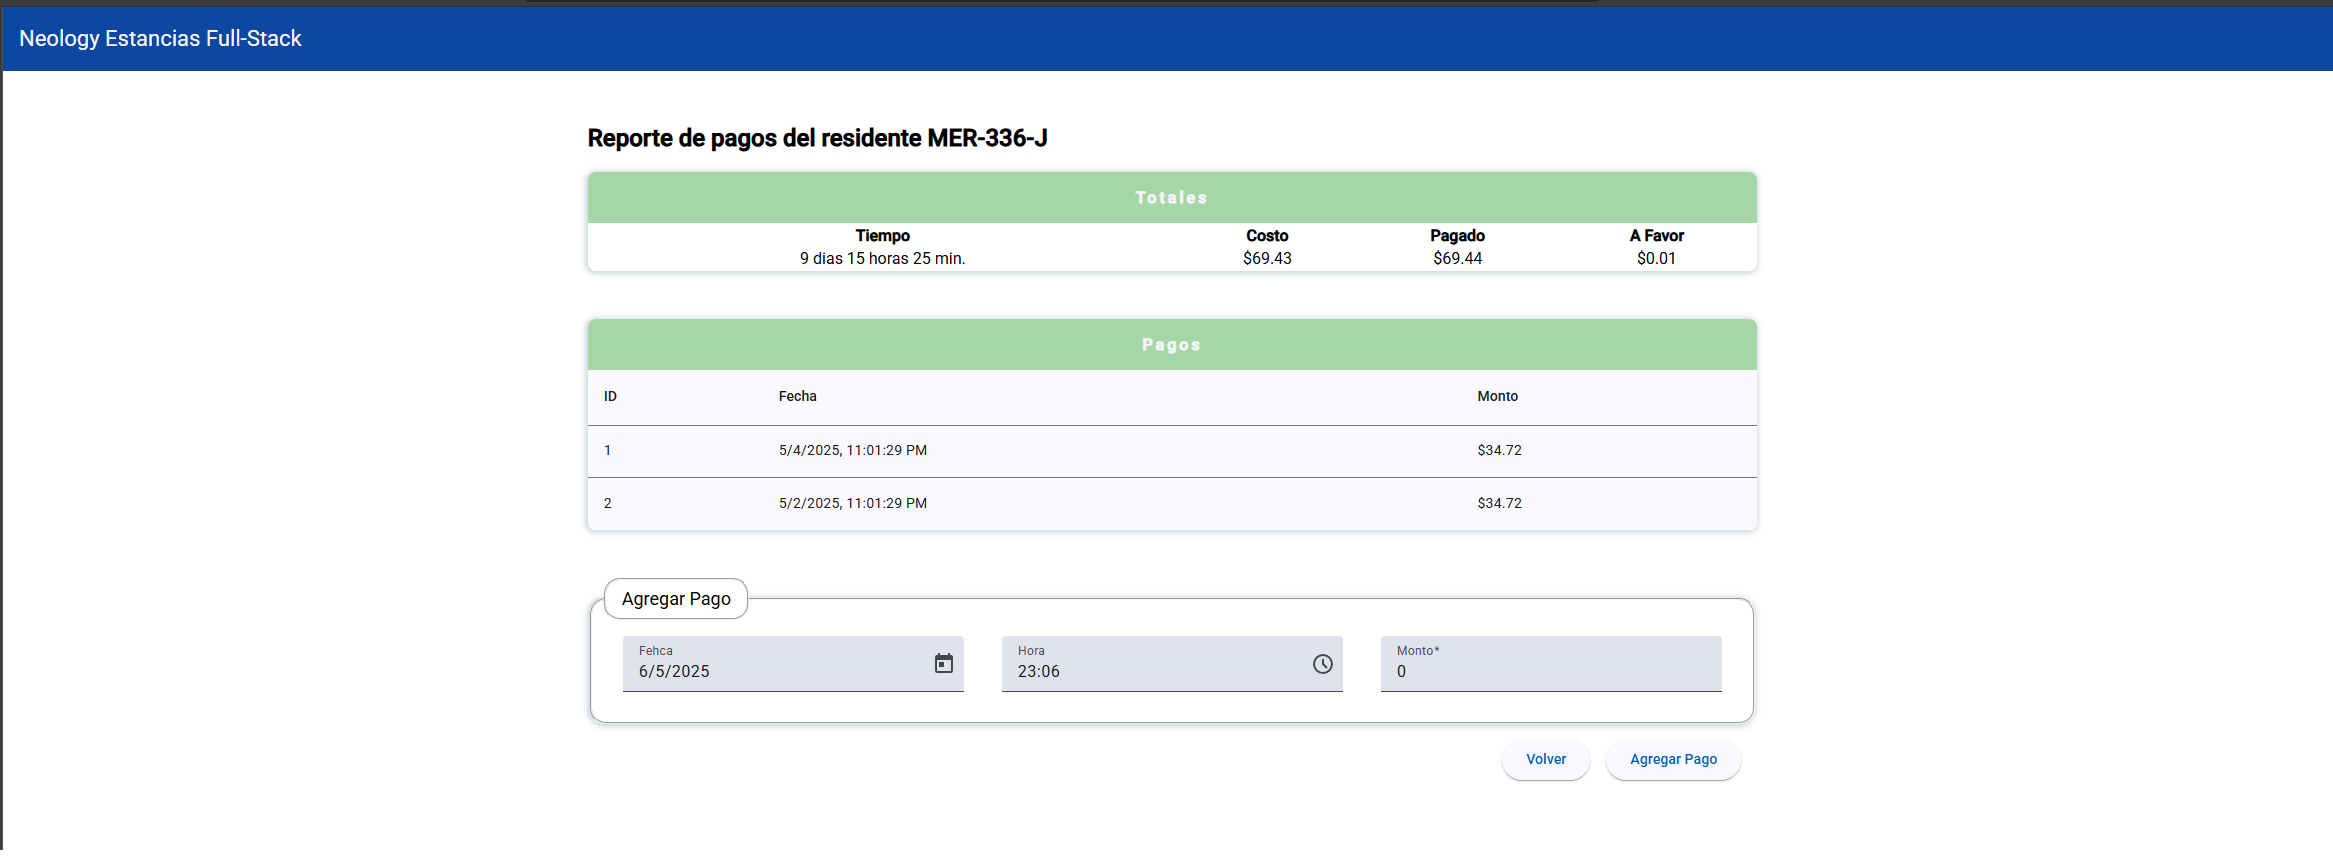 Neology Estancias Full-Stack
Reporte de pagos del residente MER-336-J
Totales
Tiempo Costo Pagado A Favor
9 dias 15 horas 25 min. $69.43 $69.44 $0.01
Pagos
ID Fecha Monto
1 5/4/2025, 11:01:29 PM $34.72
2 5/2/2025, 11:01:29 PM $34.72
Agregar Pago
Fehca Hora Monto*
6/5/2025 23:06 0
Volver Agregar Pago